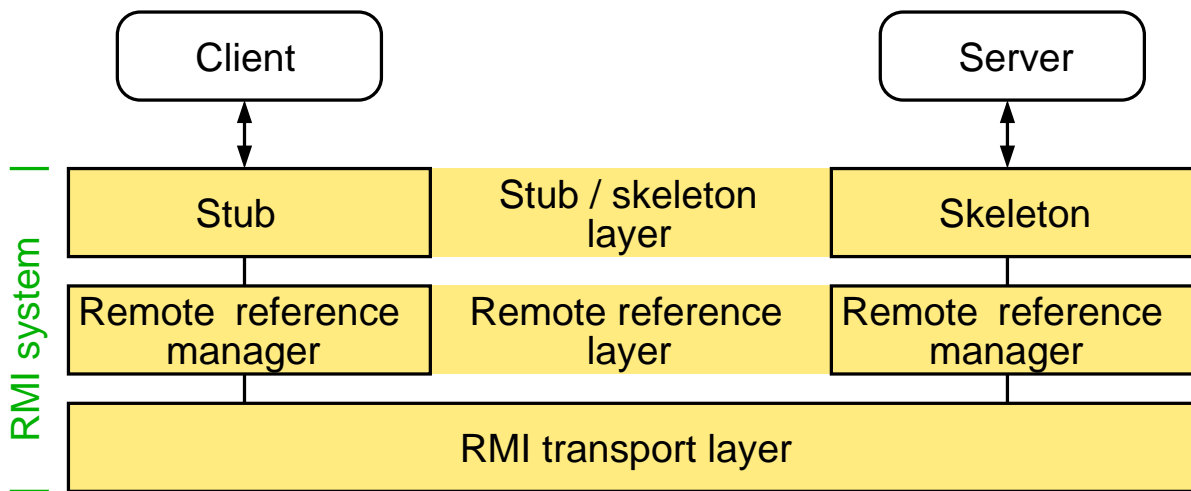 Client
Server
Stub
Stub / skeleton
layer
Skeleton
Remote reference
manager
Remote reference
layer
Remote reference
manager
RMI transport layer
RMI system